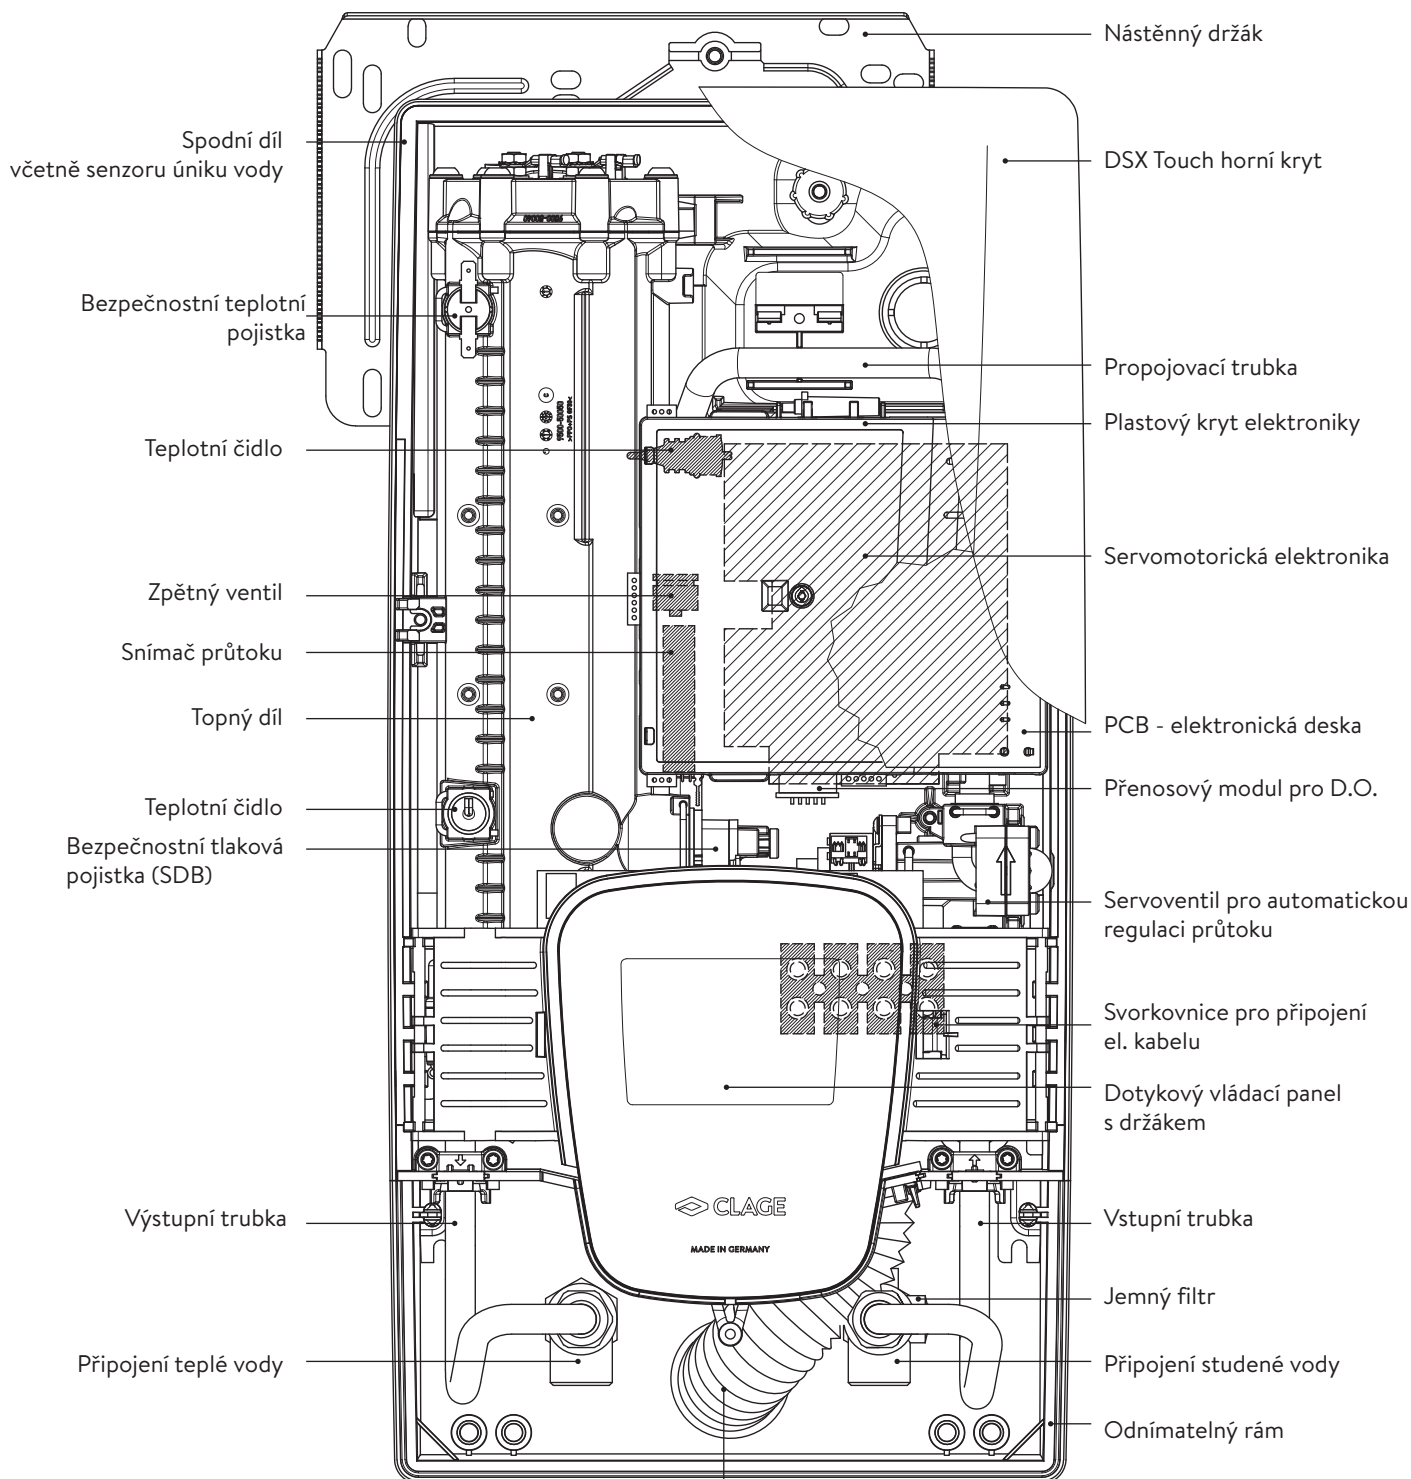 Nástěnný držák
Spodní díl
včetně senzoru úniku vody
DSX Touch horní kryt
Bezpečnostní teplotní
pojistka
Propojovací trubka
Plastový kryt elektroniky
Teplotní čidlo
Servomotorická elektronika
Zpětný ventil
Snímač průtoku
Topný díl
PCB - elektronická deska
Teplotní čidlo
Přenosový modul pro D.O.
Bezpečnostní tlaková
pojistka (SDB)
Servoventil pro automatickou
regulaci průtoku
Svorkovnice pro připojení
el. kabelu
Dotykový vládací panel
s držákem
CLAGE
MADE IN GERMANY
Výstupní trubka
Vstupní trubka
Jemný filtr
Připojení teplé vody
Připojení studené vody
Odnímatelný rám